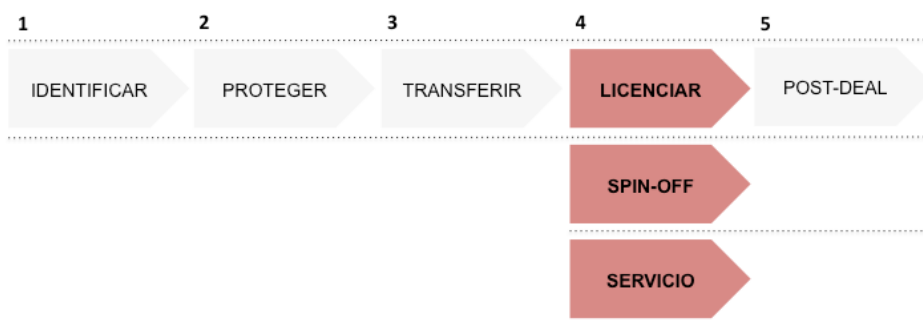 1 2 3 4 5
IDENTIFICAR PROTEGER TRANSFERIR LICENCIAR POST-DEAL
SPIN-OFF
SERVICIO